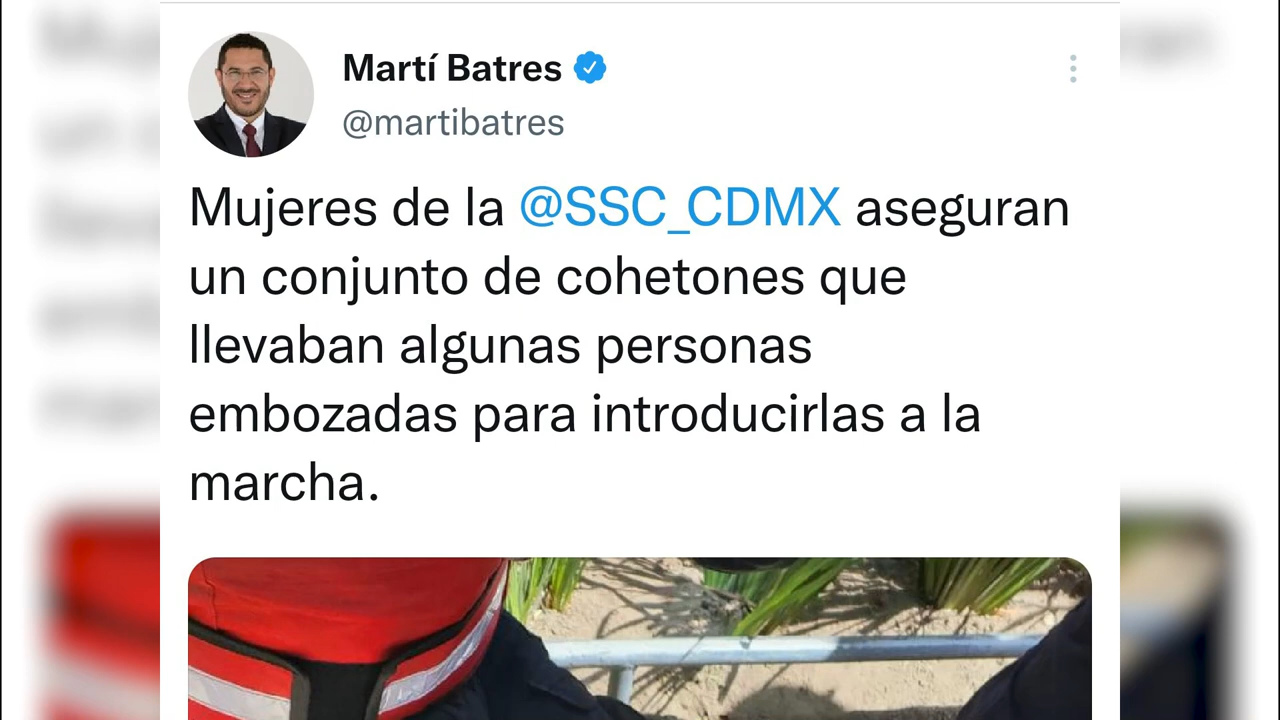 Martí Batres
@martibatres
Mujeres de la @SSC_CDMX aseguran
un conjunto de cohetones que
llevaban algunas personas
embozadas para introducirlas a la
marcha.